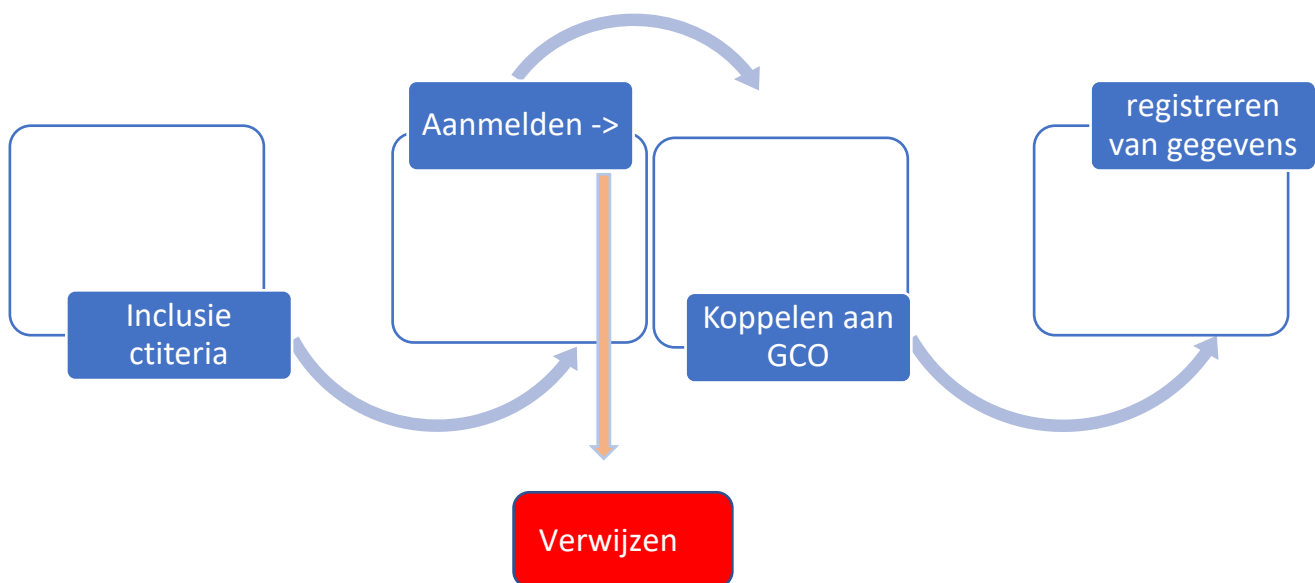 Inclusie
ctiteria
Aanmelden ->
Koppelen aan
GCO
registreren
van gegevens
Verwijzen